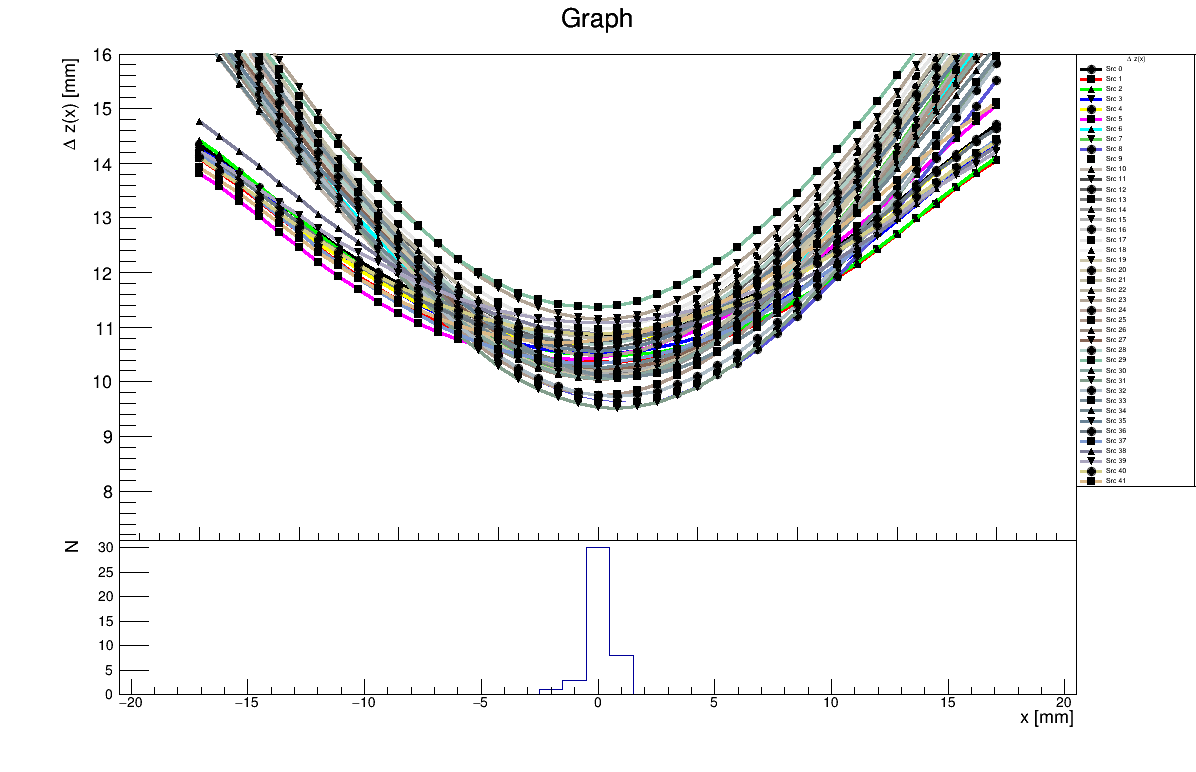 Graph
Δ z(x) [mm]
16
15
14
13
12
11
10
9
8
Δ z(x)
Src 0
Src 1
Src 2
Src 3
Src 4
Src 5
Src 6
Src 7
Src 8
Src 9
Src 10
Src 11
Src 12
Src 13
Src 14
Src 15
Src 16
Src 17
Src 18
Src 19
Src 20
Src 21
Src 22
Src 23
Src 24
Src 25
Src 26
Src 27
Src 28
Src 29
Src 30
Src 31
Src 32
Src 33
Src 34
Src 35
Src 36
Src 37
Src 38
Src 39
Src 40
Src 41
N
30
25
20
15
10
5
0
−20 −15 −10 −5 0 5 10 15 20
x [mm]